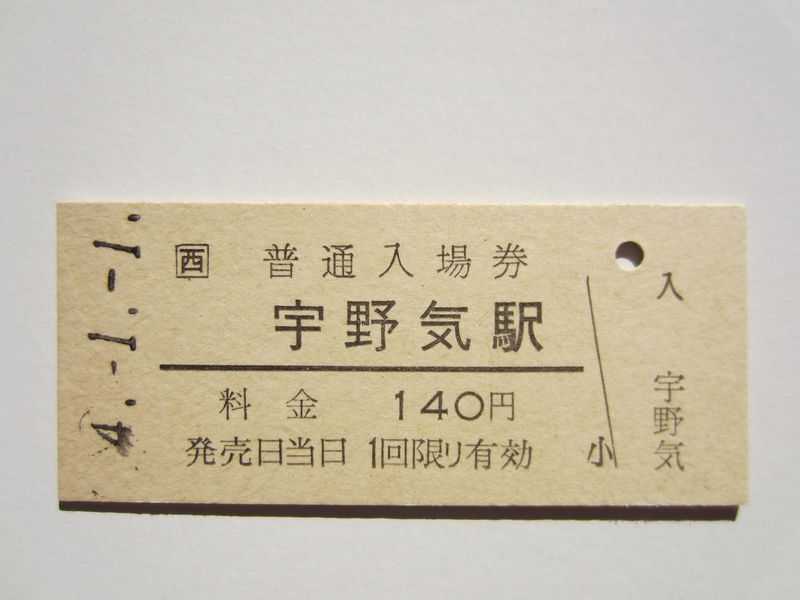 4.-1.-1.
西 普通入場券
宇野気駅
料金 140円
発売日当日 1回限り有効
小
入
宇野気